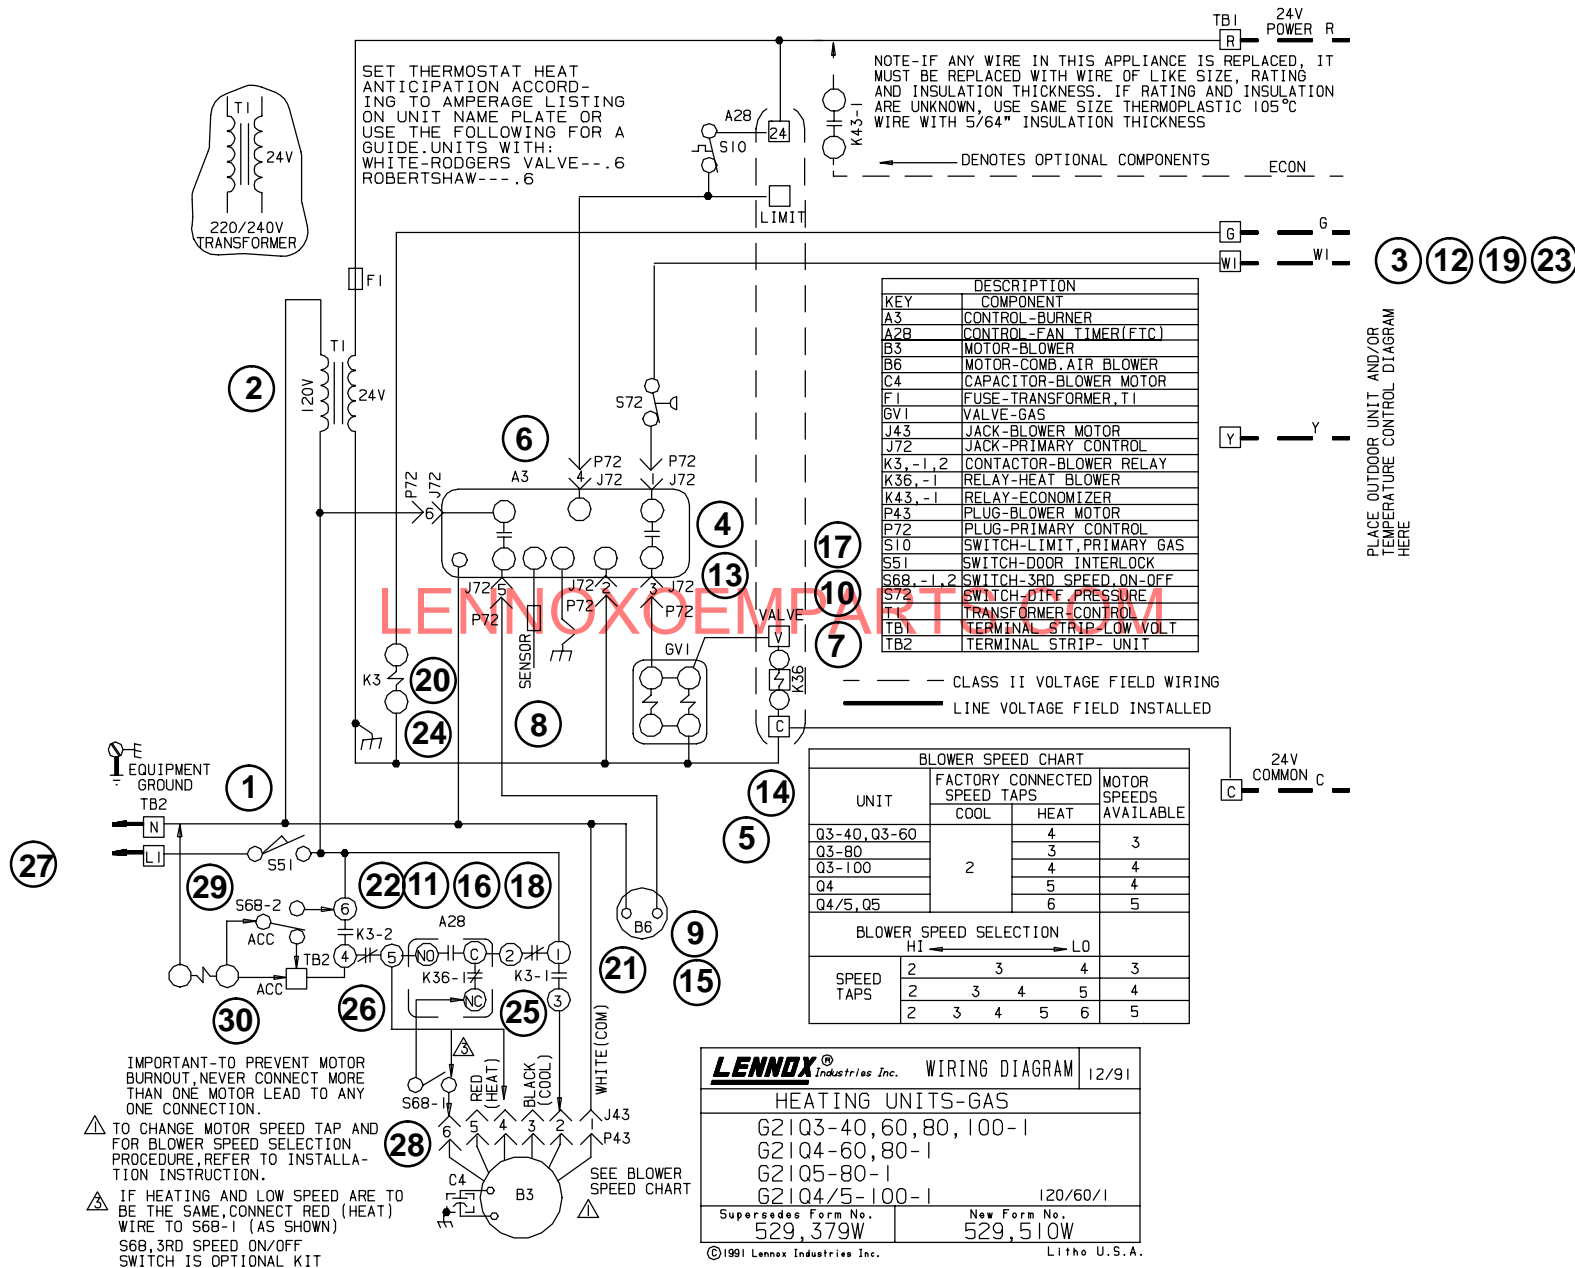 TB1
24V
POWER R
R
NOTE-IF ANY WIRE IN THIS APPLIANCE IS REPLACED, IT
MUST BE REPLACED WITH WIRE OF LIKE SIZE, RATING
AND INSULATION THICKNESS. IF RATING AND INSULATION
ARE UNKNOWN, USE SAME SIZE THERMOPLASTIC 105°C
WIRE WITH 5/64" INSULATION THICKNESS
SET THERMOSTAT HEAT
ANTICIPATION ACCORD-
ING TO AMPERAGE LISTING
ON UNIT NAME PLATE OR
USE THE FOLLOWING FOR A
GUIDE.UNITS WITH:
WHITE-RODGERS VALVE--.6
ROBERTSHAW---.6
T1
24V
220/240V
TRANSFORMER
A28
S10
24
K43-1
DENOTES OPTIONAL COMPONENTS
ECON
LIMIT
G G
W1 W1
3 12 19 23
F1
DESCRIPTION
KEY COMPONENT
A3 CONTROL-BURNER
A28 CONTROL-FAN TIMER(FTC)
B3 MOTOR-BLOWER
B6 MOTOR-COMB.AIR BLOWER
C4 CAPACITOR-BLOWER MOTOR
F1 FUSE-TRANSFORMER,T1
GV1 VALVE-GAS
J43 JACK-BLOWER MOTOR
J72 JACK-PRIMARY CONTROL
K3,-1,2 CONTACTOR-BLOWER RELAY
K36,-1 RELAY-HEAT BLOWER
K43,-1 RELAY-ECONOMIZER
P43 PLUG-BLOWER MOTOR
P72 PLUG-PRIMARY CONTROL
S10 SWITCH-LIMIT,PRIMARY GAS
S51 SWITCH-DOOR INTERLOCK
S68,-1,2 SWITCH-3RD SPEED,ON-OFF
S72 SWITCH-DIFF.PRESSURE
T1 TRANSFORMER-CONTROL
TB1 TERMINAL STRIP-LOW VOLT
TB2 TERMINAL STRIP- UNIT
PLACE OUTDOOR UNIT AND/OR
TEMPERATURE CONTROL DIAGRAM
HERE
Y Y
T1
2
120V
24V
S72
6
A3
P72
4
J72
P72
1
J72
P72
J72
6
4
13
17
10
7
J72
5
P72
J72
2
P72
J72
3
P72
LENNOXOEMPARTS.COM
SENSOR
GV1
VALVE
V
K36
C
K3
20
24
8
CLASS II VOLTAGE FIELD WIRING
LINE VOLTAGE FIELD INSTALLED
EQUIPMENT
GROUND
1
TB2
N
L1
27
S51
14
5
24V
COMMON C
C
BLOWER SPEED CHART
UNIT
FACTORY CONNECTED
SPEED TAPS
COOL HEAT
MOTOR
SPEEDS
AVAILABLE
Q3-40,Q3-60 4
3
Q3-80 3
Q3-100 2 4 4
Q4 5 4
Q4/5,Q5 6 5
BLOWER SPEED SELECTION
HI LO
SPEED
TAPS
2 3 4 3
2 3 4 5 4
2 3 4 5 6 5
29
22 11 16 18
S68-2
6
A28
ACC
K3-2
TB2
4
5
NO
C
2
1
K36-1
K3-1
ACC
NC
3
30
26
25
B6
9
21
15
3
IMPORTANT-TO PREVENT MOTOR
BURNOUT,NEVER CONNECT MORE
THAN ONE MOTOR LEAD TO ANY
ONE CONNECTION.
1 TO CHANGE MOTOR SPEED TAP AND
FOR BLOWER SPEED SELECTION
PROCEDURE,REFER TO INSTALLA-
TION INSTRUCTION.
3 IF HEATING AND LOW SPEED ARE TO
BE THE SAME,CONNECT RED (HEAT)
WIRE TO S68-1 (AS SHOWN)
S68,3RD SPEED ON/OFF
SWITCH IS OPTIONAL KIT
S68-1
RED
(HEAT)
BLACK
(COOL)
WHITE(COM)
28
6 5 4 3 2 1
J43
P43
C4
B3
SEE BLOWER
SPEED CHART
1
LENNOX ® Industries Inc. WIRING DIAGRAM 12/91
HEATING UNITS-GAS
G21Q3-40,60,80,100-1
G21Q4-60,80-1
G21Q5-80-1
G21Q4/5-100-1 120/60/1
Supersedes Form No. New Form No.
529,379W 529,510W
©1991 Lennox Industries Inc. Litho U.S.A.